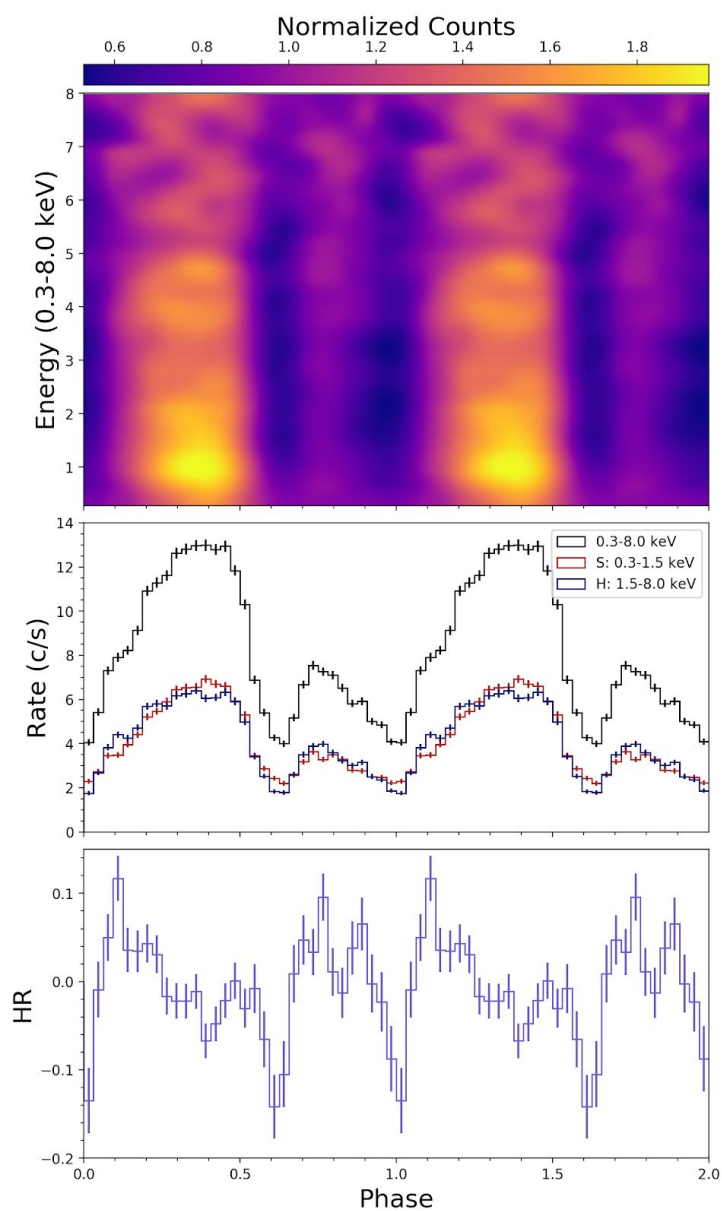 Normalized Counts
0.6 0.8 1.0 1.2 1.4 1.6 1.8
Energy (0.3-8.0 keV)
8
7
6
5
4
3
2
1
Rate (c/s)
14
12
10
8
6
4
2
0
0.3-8.0 keV
S: 0.3-1.5 keV
H: 1.5-8.0 keV
HR
0.1
0.0
−0.1
−0.2
0.0 0.5 1.0 1.5 2.0
Phase